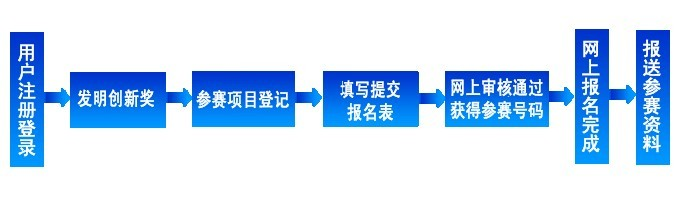 用户注册登录
发明创新奖
参赛项目登记
填写提交
报名表
网上审核通过
获得参赛号码
网上报名完成
报送参赛资料